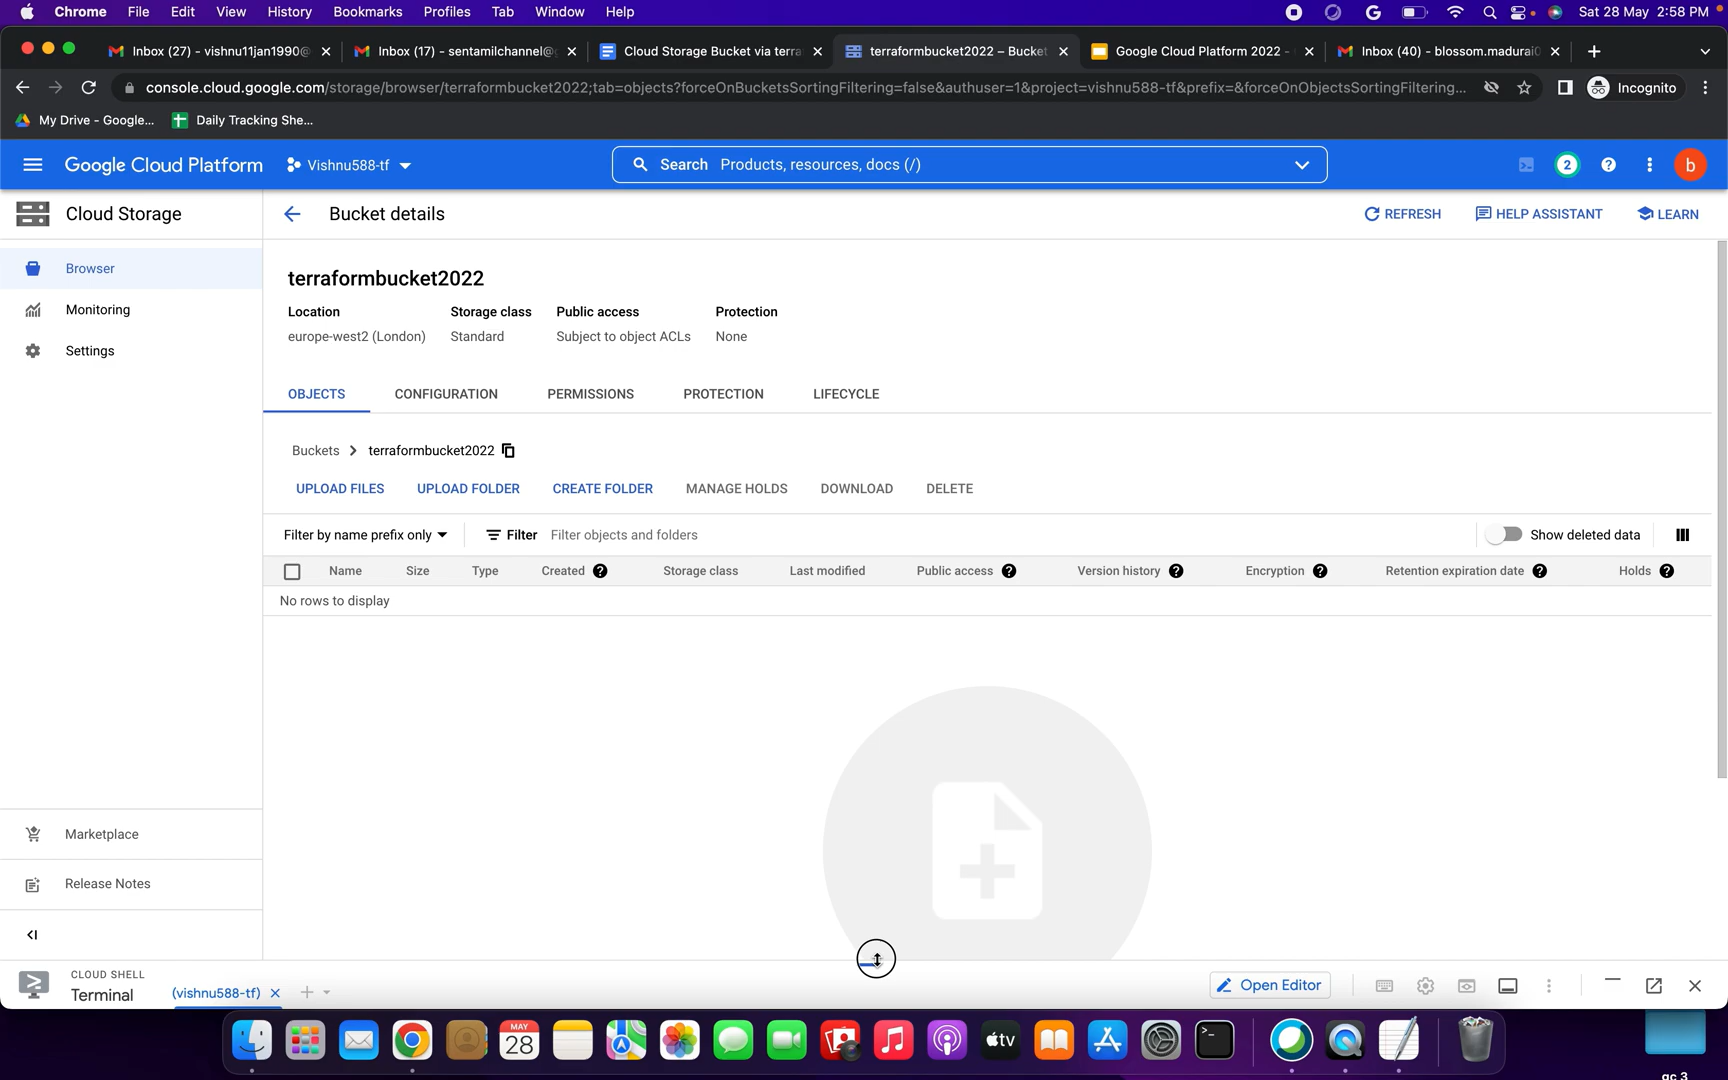 Chrome File Edit View History Bookmarks Profiles Tab Window Help Sat 28 May 2:58 PM
Inbox (27) - vishnu11jan1990@ Inbox (17) - sentamilchannel@g Cloud Storage Bucket via terra terraformbucket2022 – Bucket Google Cloud Platform 2022 - Inbox (40) - blossom.madurai0
console.cloud.google.com/storage/browser/terraformbucket2022;tab=objects?forceOnBucketsSortingFiltering=false&authuser=1&project=vishnu588-tf&prefix=&forceOnObjectsSortingFiltering... Incognito
My Drive - Google... Daily Tracking She...
Google Cloud Platform Vishnu588-tf Search Products, resources, docs (/) 2 b
Cloud Storage Bucket details REFRESH HELP ASSISTANT LEARN
Browser
Monitoring
Settings
terraformbucket2022
Location Storage class Public access Protection
europe-west2 (London) Standard Subject to object ACLs None
OBJECTS CONFIGURATION PERMISSIONS PROTECTION LIFECYCLE
Buckets > terraformbucket2022
UPLOAD FILES UPLOAD FOLDER CREATE FOLDER MANAGE HOLDS DOWNLOAD DELETE
Filter by name prefix only Filter Filter objects and folders Show deleted data
Name Size Type Created Storage class Last modified Public access Version history Encryption Retention expiration date Holds
No rows to display
Marketplace
Release Notes
CLOUD SHELL
Terminal (vishnu588-tf) Open Editor
MAY
28
tv
gc 3